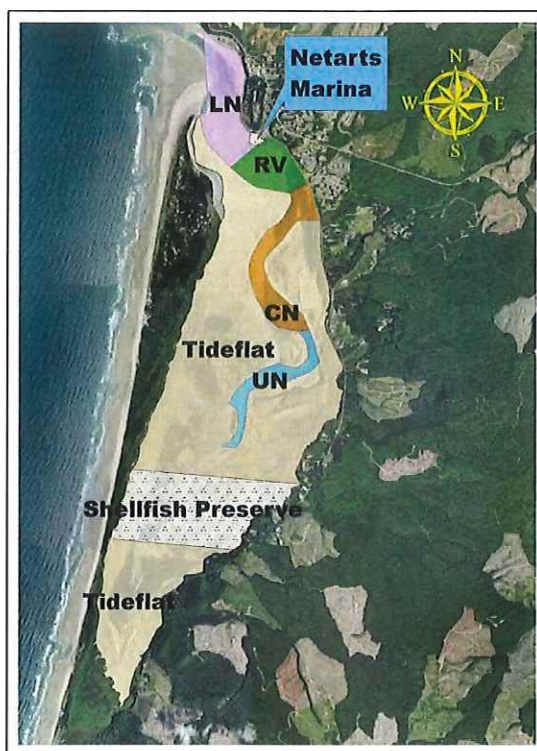 Netarts
Marina
N
W E
S
LN
RV
CN
Tideflat
UN
Shellfish Preserve
Tideflat